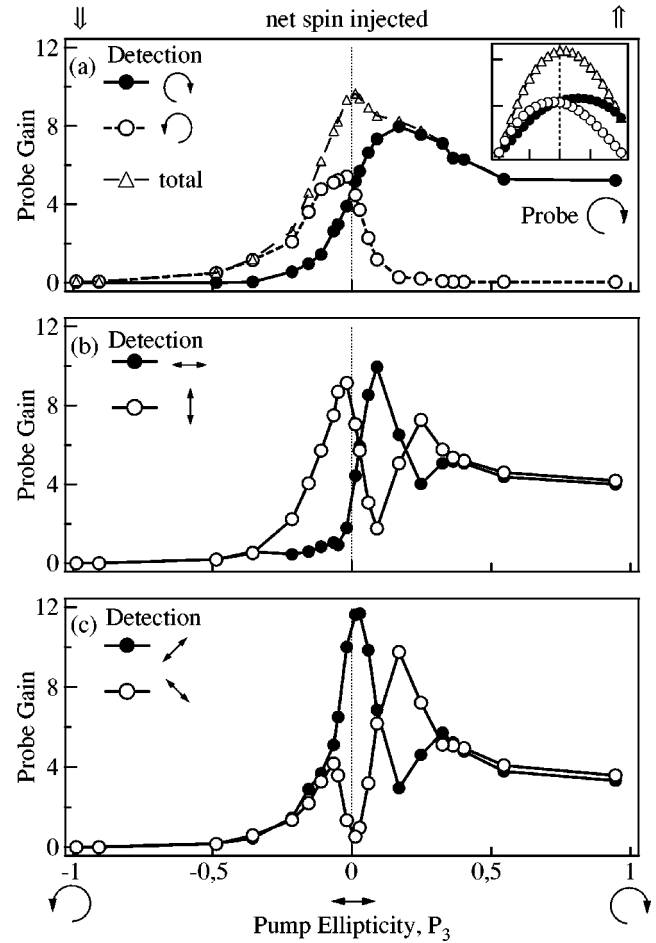 ⇓ net spin injected ⇑
12
(a) Detection
8
total
4
Probe
0
Probe Gain
12
(b) Detection
8
4
0
Probe Gain
12
(c) Detection
8
4
0
Probe Gain
-1 -0,5 0 0,5 1
Pump Ellipticity, P₃